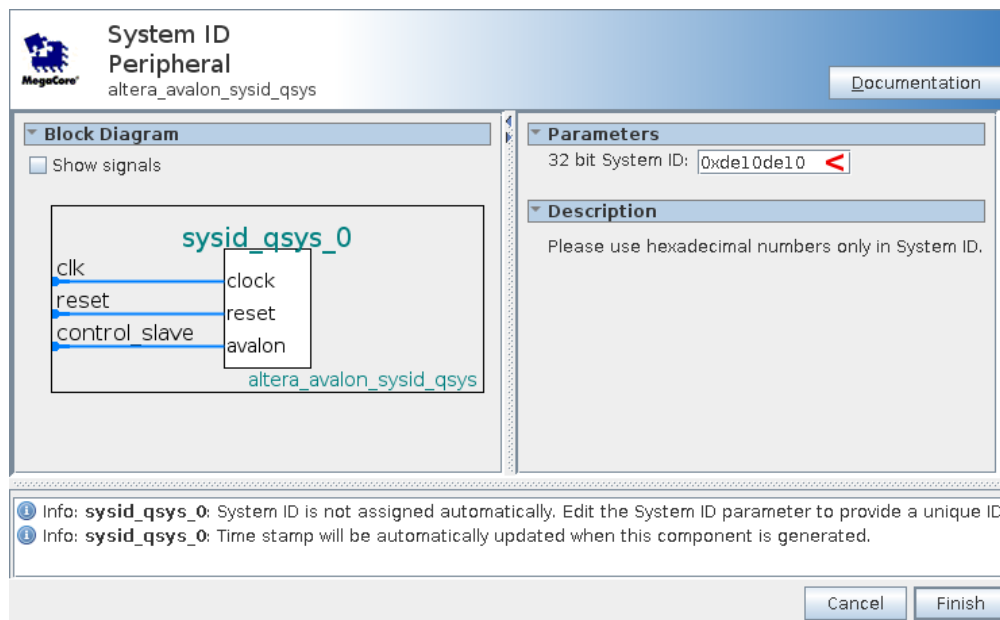 System ID
Peripheral
altera_avalon_sysid_qsys
MegaCore®
Documentation
Block Diagram
Show signals
sysid_qsys_0
clk
clock
reset
reset
control_slave
avalon
altera_avalon_sysid_qsys
Parameters
32 bit System ID: 0xde10de10 <
Description
Please use hexadecimal numbers only in System ID.
Info: sysid_qsys_0: System ID is not assigned automatically. Edit the System ID parameter to provide a unique ID
Info: sysid_qsys_0: Time stamp will be automatically updated when this component is generated.
Cancel
Finish